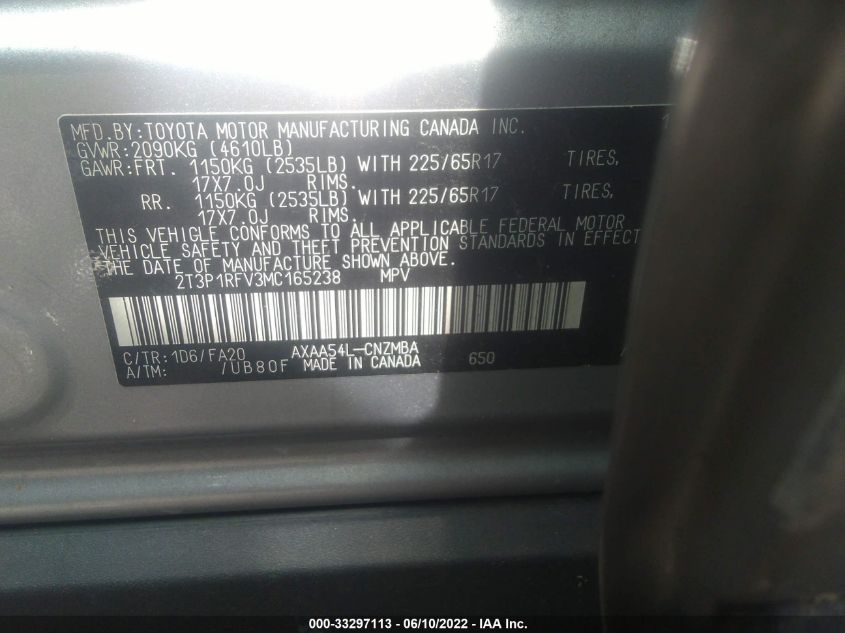 MFD.BY:TOYOTA MOTOR MANUFACTURING CANADA INC.
GVWR:2090KG (4610LB)
GAWR:FRT. 1150KG (2535LB) WITH 225/65R17 TIRES,
17X7.0J RIMS.
RR. 1150KG (2535LB) WITH 225/65R17 TIRES,
17X7.0J RIMS.
THIS VEHICLE CONFORMS TO ALL APPLICABLE FEDERAL MOTOR
VEHICLE SAFETY AND THEFT PREVENTION STANDARDS IN EFFECT
THE DATE OF MANUFACTURE SHOWN ABOVE.
2T3P1RFV3MC165238 MPV
C/TR:1D6/FA20 AXAA54L-CNZMBA
A/TM: /UB80F MADE IN CANADA 650
000-33297113 - 06/10/2022 - IAA Inc.